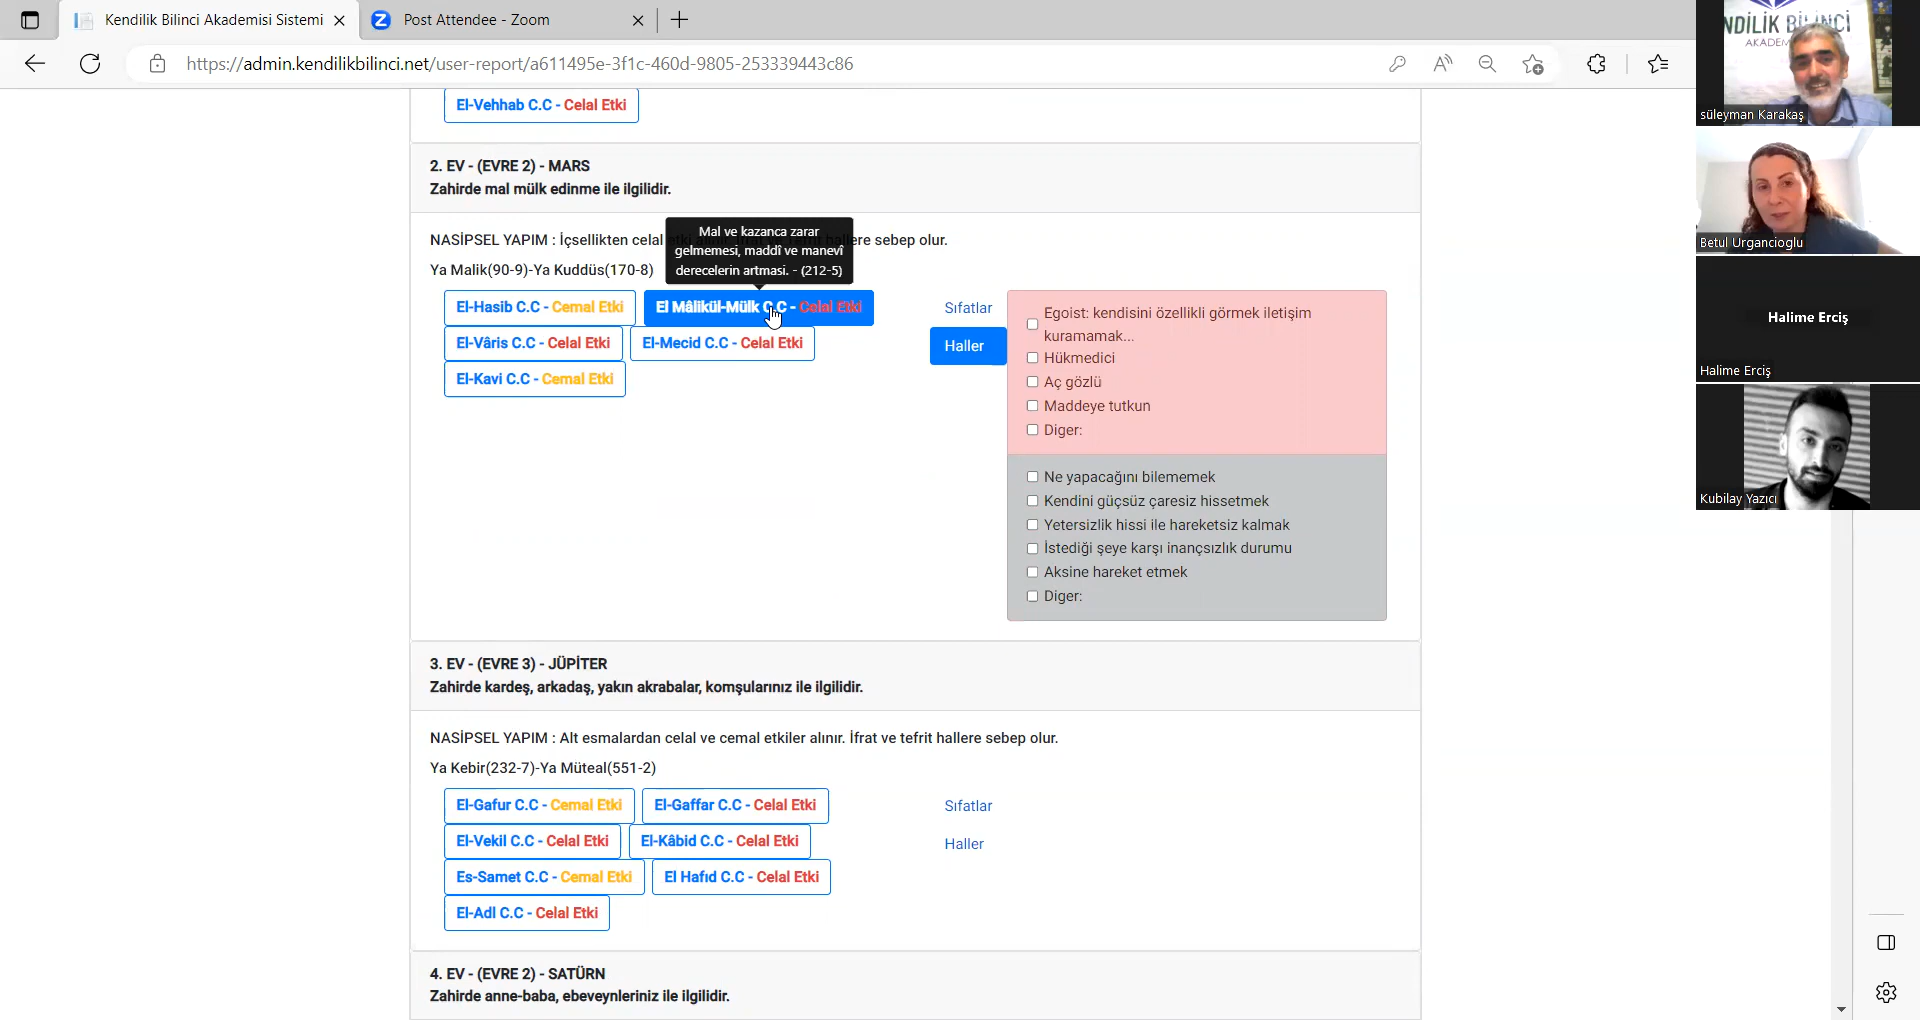 Kendilik Bilinci Akademisi Sistemi
Post Attendee - Zoom
https://admin.kendilikbilinci.net/user-report/a611495e-3f1c-460d-9805-253339443c86
El-Vehhab C.C - Celal Etki
2. EV - (EVRE 2) - MARS
Zahirde mal mülk edinme ile ilgilidir.
NASİPSEL YAPIM : İçsellikten celal
ere sebep olur.
Mal ve kazanca zarar
gelmemesi, maddî ve manevî
derecelerin artmasi. - (212-5)
Ya Malik(90-9)-Ya Kuddüs(170-8)
El-Hasib C.C - Cemal Etki
El Mâlikül-Mülk C.C - Celal Etki
El-Vâris C.C - Celal Etki
El-Mecid C.C - Celal Etki
El-Kavi C.C - Cemal Etki
Sıfatlar
Haller
Egoist: kendisini özellikli görmek iletişim
kuramamak...
Hükmedici
Aç gözlü
Maddeye tutkun
Diger:
Ne yapacağını bilememek
Kendini güçsüz çaresiz hissetmek
Yetersizlik hissi ile hareketsiz kalmak
İstediği şeye karşı inançsızlık durumu
Aksine hareket etmek
Diger:
3. EV - (EVRE 3) - JÜPİTER
Zahirde kardeş, arkadaş, yakın akrabalar, komşularınız ile ilgilidir.
NASİPSEL YAPIM : Alt esmalardan celal ve cemal etkiler alınır. İfrat ve tefrit hallere sebep olur.
Ya Kebir(232-7)-Ya Müteal(551-2)
El-Gafur C.C - Cemal Etki
El-Gaffar C.C - Celal Etki
El-Vekil C.C - Celal Etki
El-Kâbid C.C - Celal Etki
Es-Samet C.C - Cemal Etki
El Hafıd C.C - Celal Etki
El-Adl C.C - Celal Etki
Sıfatlar
Haller
4. EV - (EVRE 2) - SATÜRN
Zahirde anne-baba, ebeveynleriniz ile ilgilidir.
NDİLİK BİLİNCİ
AKADEM
süleyman Karakaş
Betul Urgancioglu
Halime Erciş
Halime Erciş
Kubilay Yazıcı